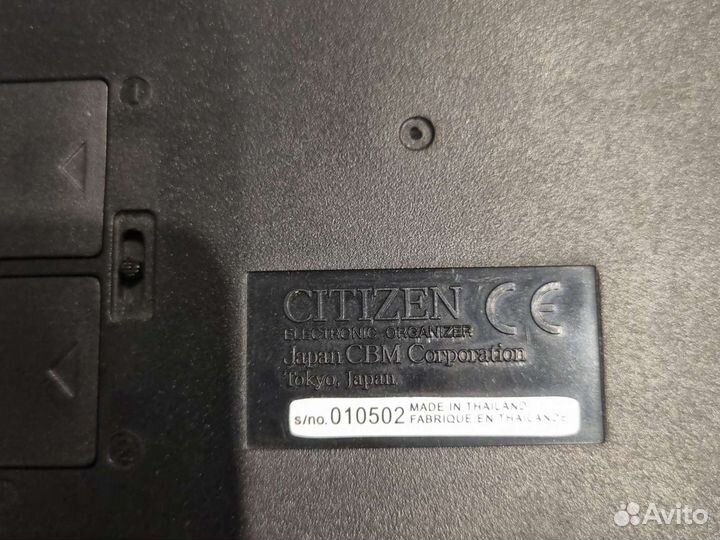 CITIZEN CE
ELECTRONIC ORGANIZER
Japan CBM Corporation
Tokyo, Japan
s/no. 010502 MADE IN THAILAND
FABRIQUE EN THAILANDE
Avito